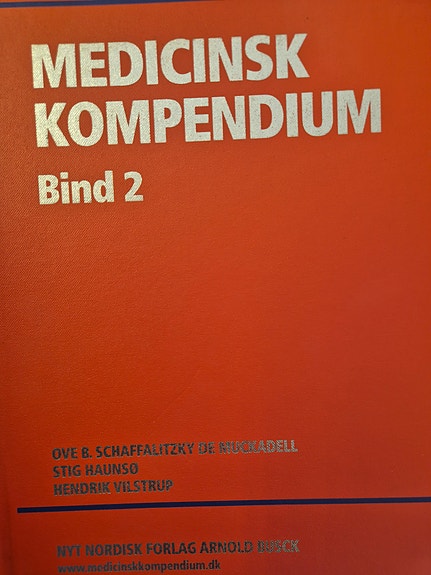 MEDICINSK
KOMPENDIUM
Bind 2
OVE B. SCHAFFALITZKY DE MUCKADELL
STIG HAUNSØ
HENDRIK VILSTRUP
NYT NORDISK FORLAG ARNOLD BUSCK
www.medicinskkompendium.dk